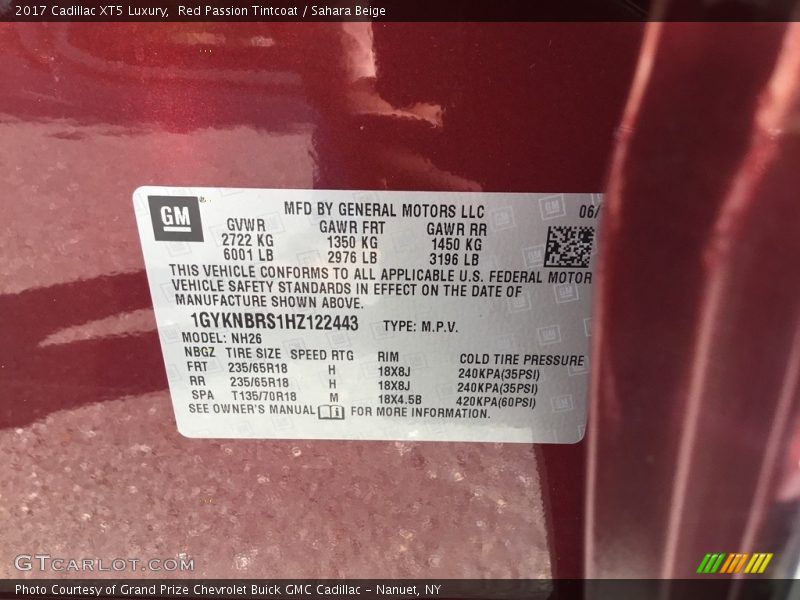 2017 Cadillac XT5 Luxury,  Red Passion Tintcoat / Sahara Beige
GM
MFD BY GENERAL MOTORS LLC 06/
GVWR GAWR FRT GAWR RR
2722 KG 1350 KG 1450 KG
6001 LB 2976 LB 3196 LB
THIS VEHICLE CONFORMS TO ALL APPLICABLE U.S. FEDERAL MOTOR
VEHICLE SAFETY STANDARDS IN EFFECT ON THE DATE OF
MANUFACTURE SHOWN ABOVE.
1GYKNBRS1HZ122443 TYPE: M.P.V.
MODEL: NH26
NBGZ TIRE SIZE SPEED RTG RIM COLD TIRE PRESSURE
FRT 235/65R18 H 18X8J 240KPA(35PSI)
RR 235/65R18 H 18X8J 240KPA(35PSI)
SPA T135/70R18 M 18X4.5B 420KPA(60PSI)
SEE OWNER'S MANUAL FOR MORE INFORMATION.
GTCARLOT.COM
Photo Courtesy of Grand Prize Chevrolet Buick GMC Cadillac - Nanuet, NY